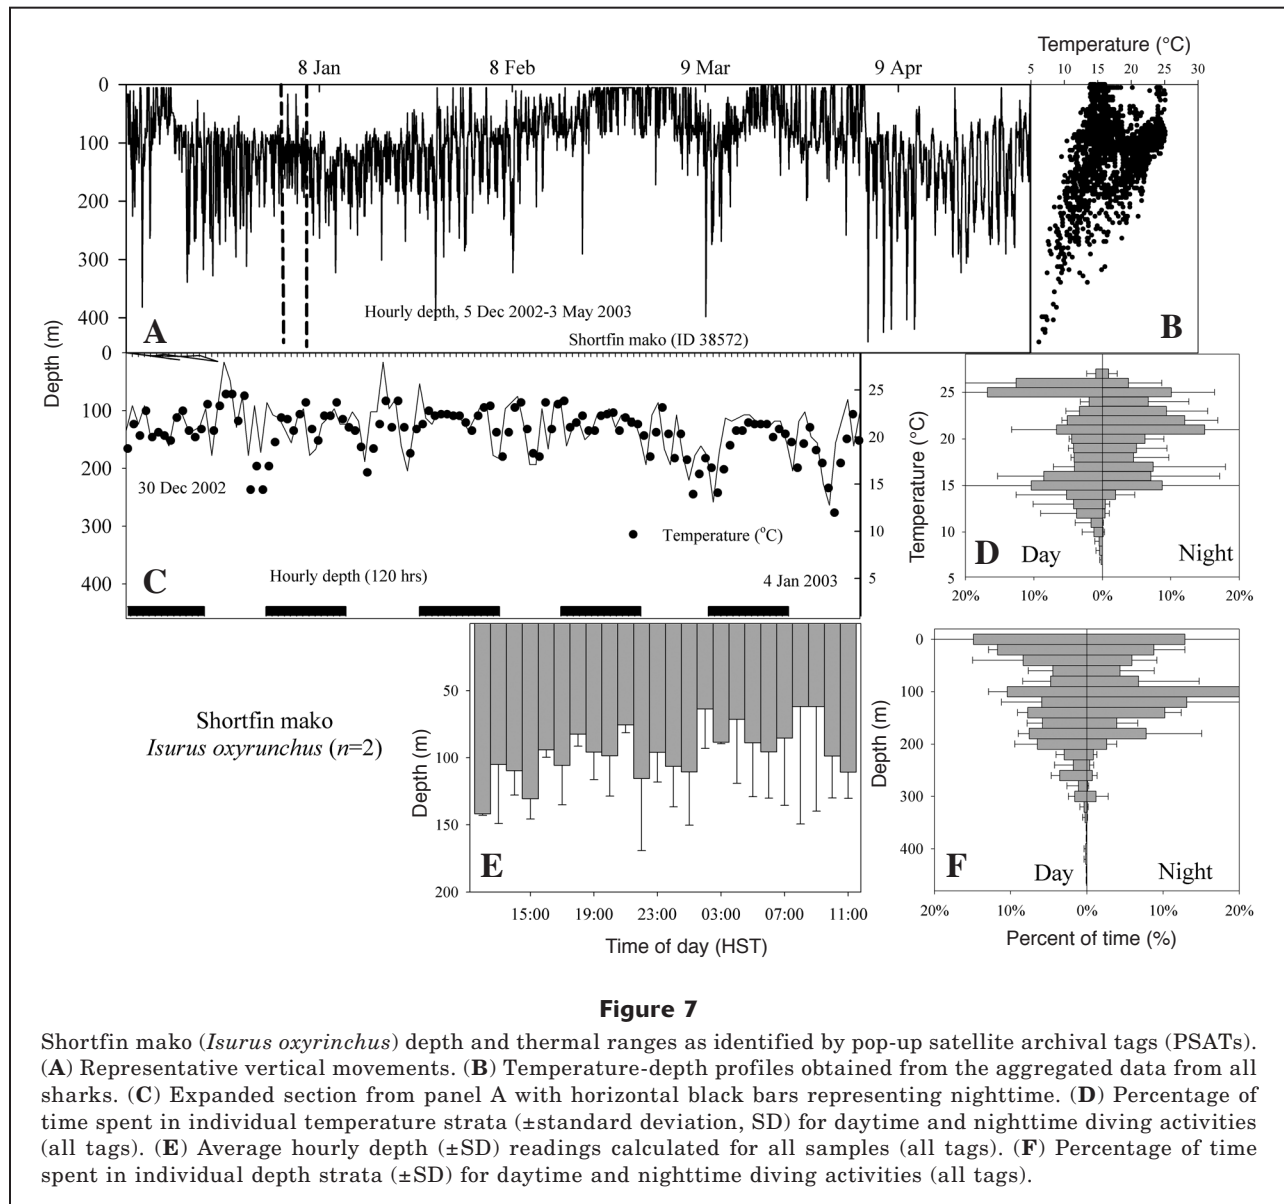 Temperature (°C)
8 Jan 8 Feb 9 Mar 9 Apr 5 10 15 20 25 30
0
100
200
300
400
Depth (m)
Hourly depth, 5 Dec 2002-3 May 2003
A
Shortfin mako (ID 38572)
B
0
100
200
300
400
30 Dec 2002
Temperature (°C)
Hourly depth (120 hrs)
4 Jan 2003
C
25
20
15
10
5
Temperature (°C)
25
20
15
10
5
D Day Night
20% 10% 0% 10% 20%
Shortfin mako
Isurus oxyrunchus (n=2)
Depth (m)
50
100
150
200
E
15:00 19:00 23:00 03:00 07:00 11:00
Time of day (HST)
Depth (m)
0
100
200
300
400
F Day Night
20% 10% 0% 10% 20%
Percent of time (%)
Figure 7
Shortfin mako (Isurus oxyrinchus) depth and thermal ranges as identified by pop-up satellite archival tags (PSATs).
(A) Representative vertical movements. (B) Temperature-depth profiles obtained from the aggregated data from all
sharks. (C) Expanded section from panel A with horizontal black bars representing nighttime. (D) Percentage of
time spent in individual temperature strata (±standard deviation, SD) for daytime and nighttime diving activities
(all tags). (E) Average hourly depth (±SD) readings calculated for all samples (all tags). (F) Percentage of time
spent in individual depth strata (±SD) for daytime and nighttime diving activities (all tags).